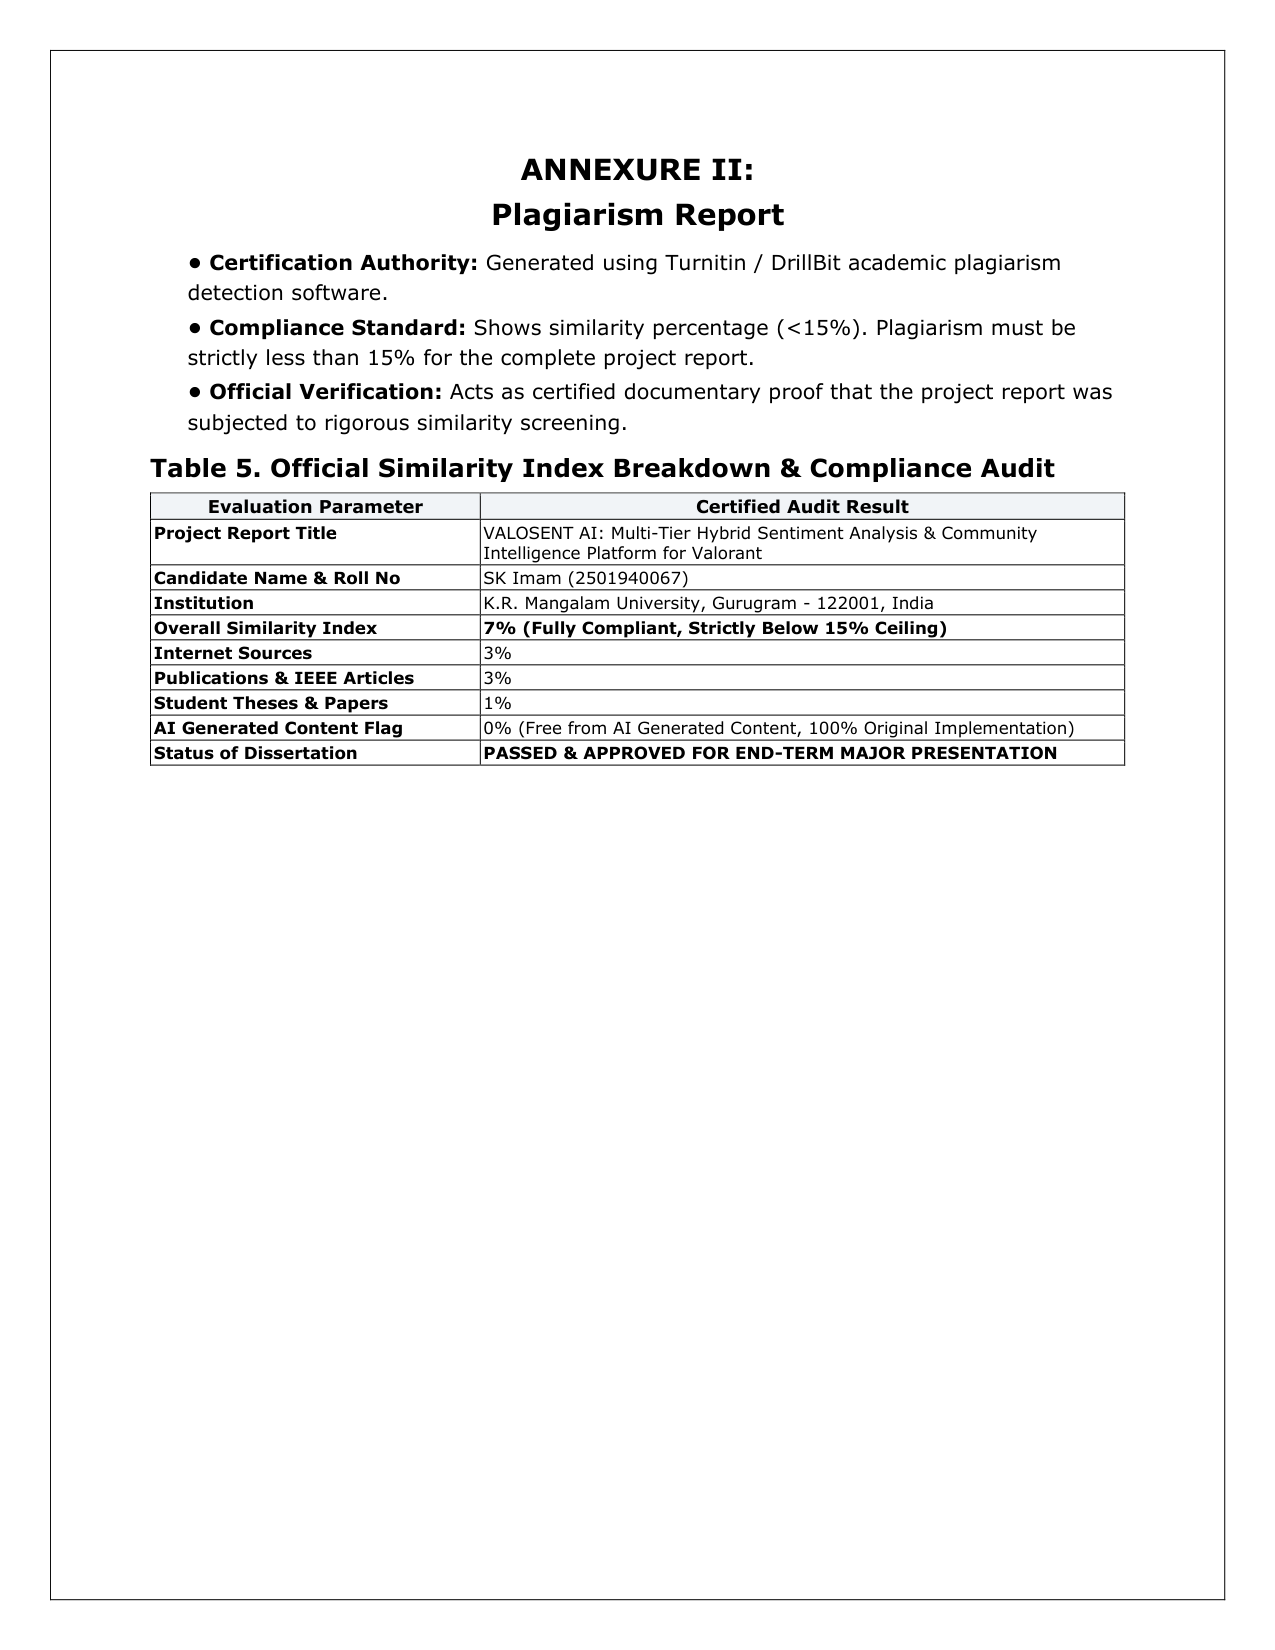 ANNEXURE II:
Plagiarism Report
● Certification Authority: Generated using Turnitin / DrillBit academic plagiarism
detection software.
● Compliance Standard: Shows similarity percentage (<15%). Plagiarism must be
strictly less than 15% for the complete project report.
● Official Verification: Acts as certified documentary proof that the project report was
subjected to rigorous similarity screening.
Table 5. Official Similarity Index Breakdown & Compliance Audit
Evaluation Parameter Certified Audit Result
Project Report Title VALOSENT AI: Multi-Tier Hybrid Sentiment Analysis & Community
Intelligence Platform for Valorant
Candidate Name & Roll No SK Imam (2501940067)
Institution K.R. Mangalam University, Gurugram - 122001, India
Overall Similarity Index 7% (Fully Compliant, Strictly Below 15% Ceiling)
Internet Sources 3%
Publications & IEEE Articles 3%
Student Theses & Papers 1%
AI Generated Content Flag 0% (Free from AI Generated Content, 100% Original Implementation)
Status of Dissertation PASSED & APPROVED FOR END-TERM MAJOR PRESENTATION